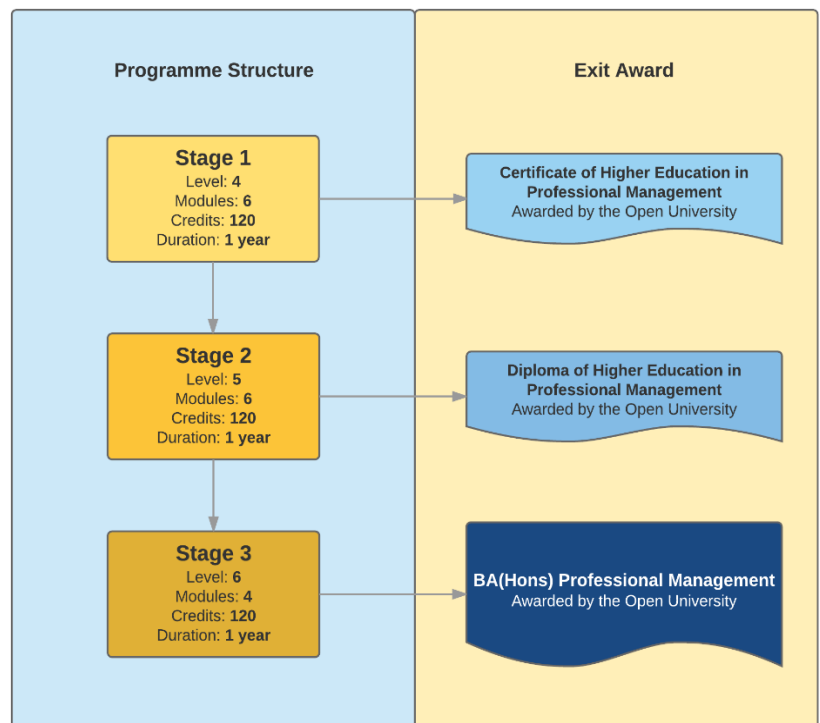 Programme Structure
Exit Award
Stage 1
Level: 4
Modules: 6
Credits: 120
Duration: 1 year
Certificate of Higher Education in
Professional Management
Awarded by the Open University
Stage 2
Level: 5
Modules: 6
Credits: 120
Duration: 1 year
Diploma of Higher Education in
Professional Management
Awarded by the Open University
Stage 3
Level: 6
Modules: 4
Credits: 120
Duration: 1 year
BA(Hons) Professional Management
Awarded by the Open University